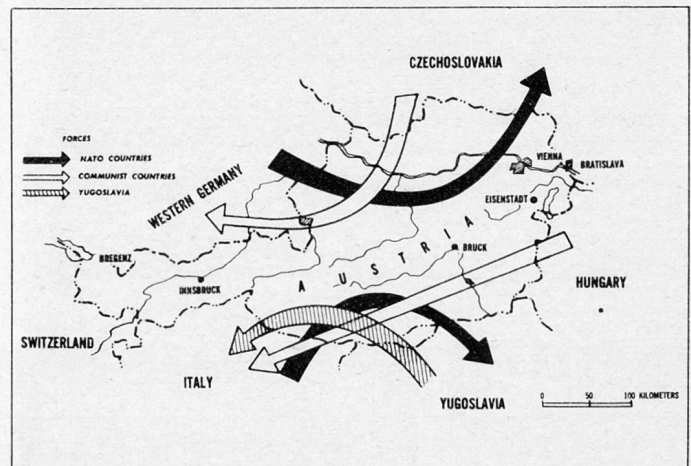 CZECHOSLOVAKIA
FORCES
NATO COUNTRIES
COMMUNIST COUNTRIES
YUGOSLAVIA
VIENNA
BRATISLAVA
WESTERN GERMANY
EISENSTADT
BREGENZ
AUSTRIA
BRUCK
INNSBRUCK
HUNGARY
SWITZERLAND
ITALY
YUGOSLAVIA
0 50 100 KILOMETERS